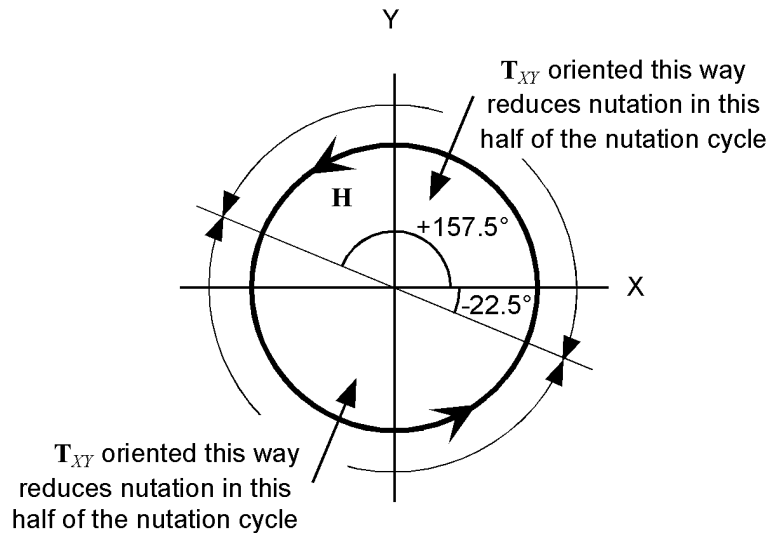 Y
T_XY oriented this way
reduces nutation in this
half of the nutation cycle
H
+157.5°
X
-22.5°
T_XY oriented this way
reduces nutation in this
half of the nutation cycle